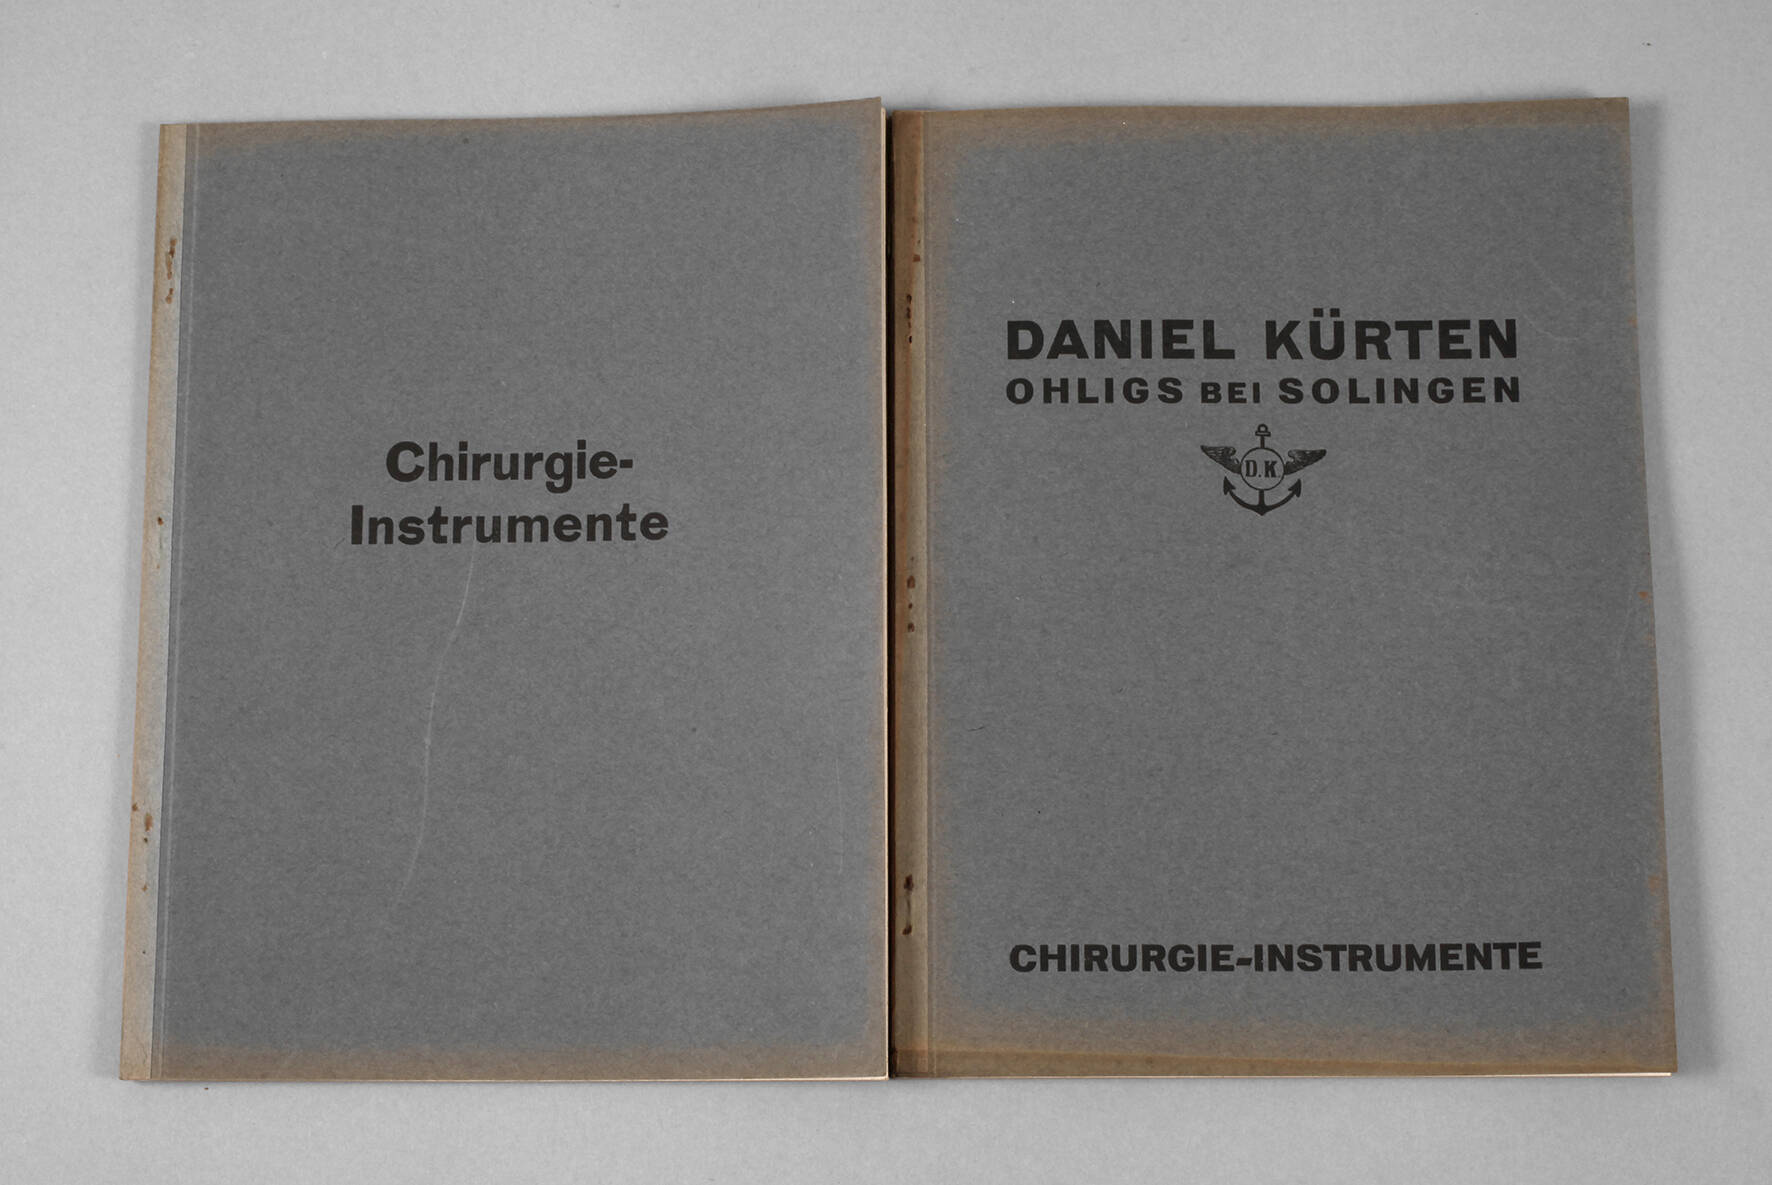 Chirurgie-
Instrumente
DANIEL KÜRTEN
OHLIGS BEI SOLINGEN
D.K
CHIRURGIE-INSTRUMENTE